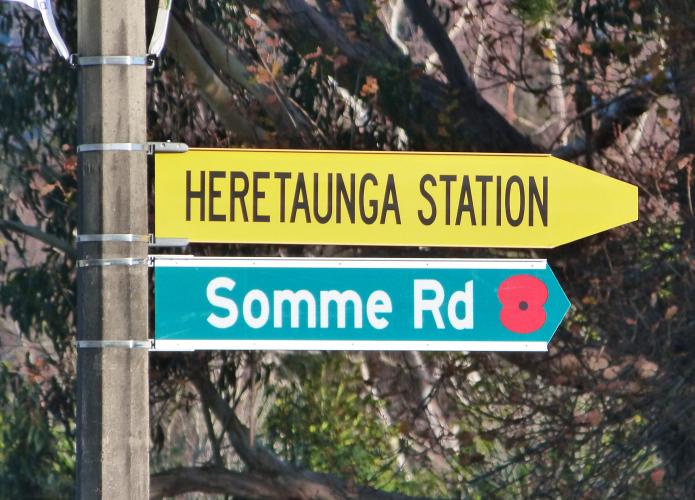 HERETAUNGA STATION
Somme Rd